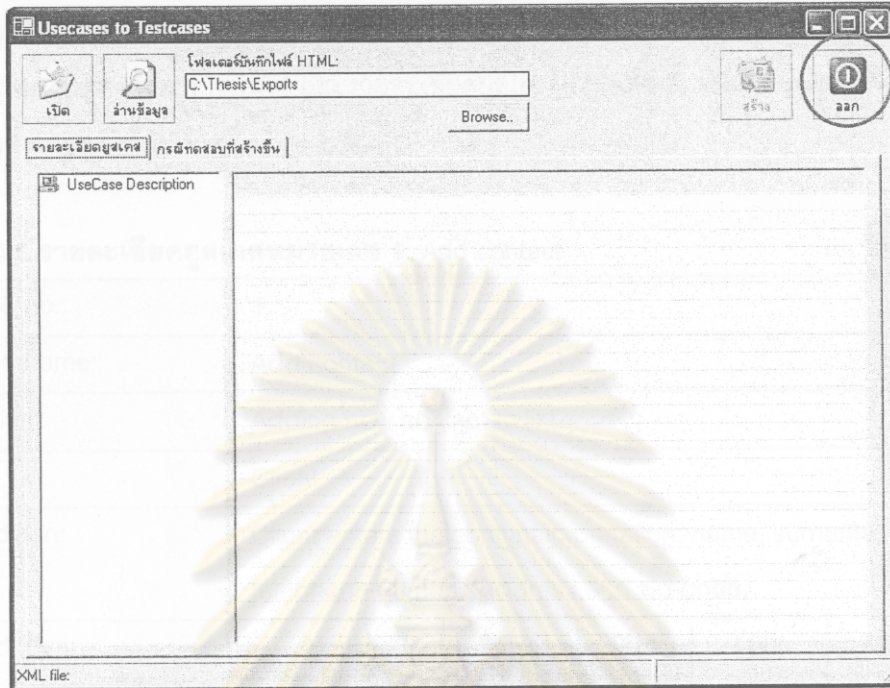 Usecases to Testcases
เปิด
อ่านข้อมูล
โฟลเดอร์บันทึกไฟล์ HTML:
C:\Thesis\Exports
Browse..
สร้าง
ออก
รายละเอียดยูสเคส
กรณีทดสอบที่สร้างขึ้น
UseCase Description
XML file: